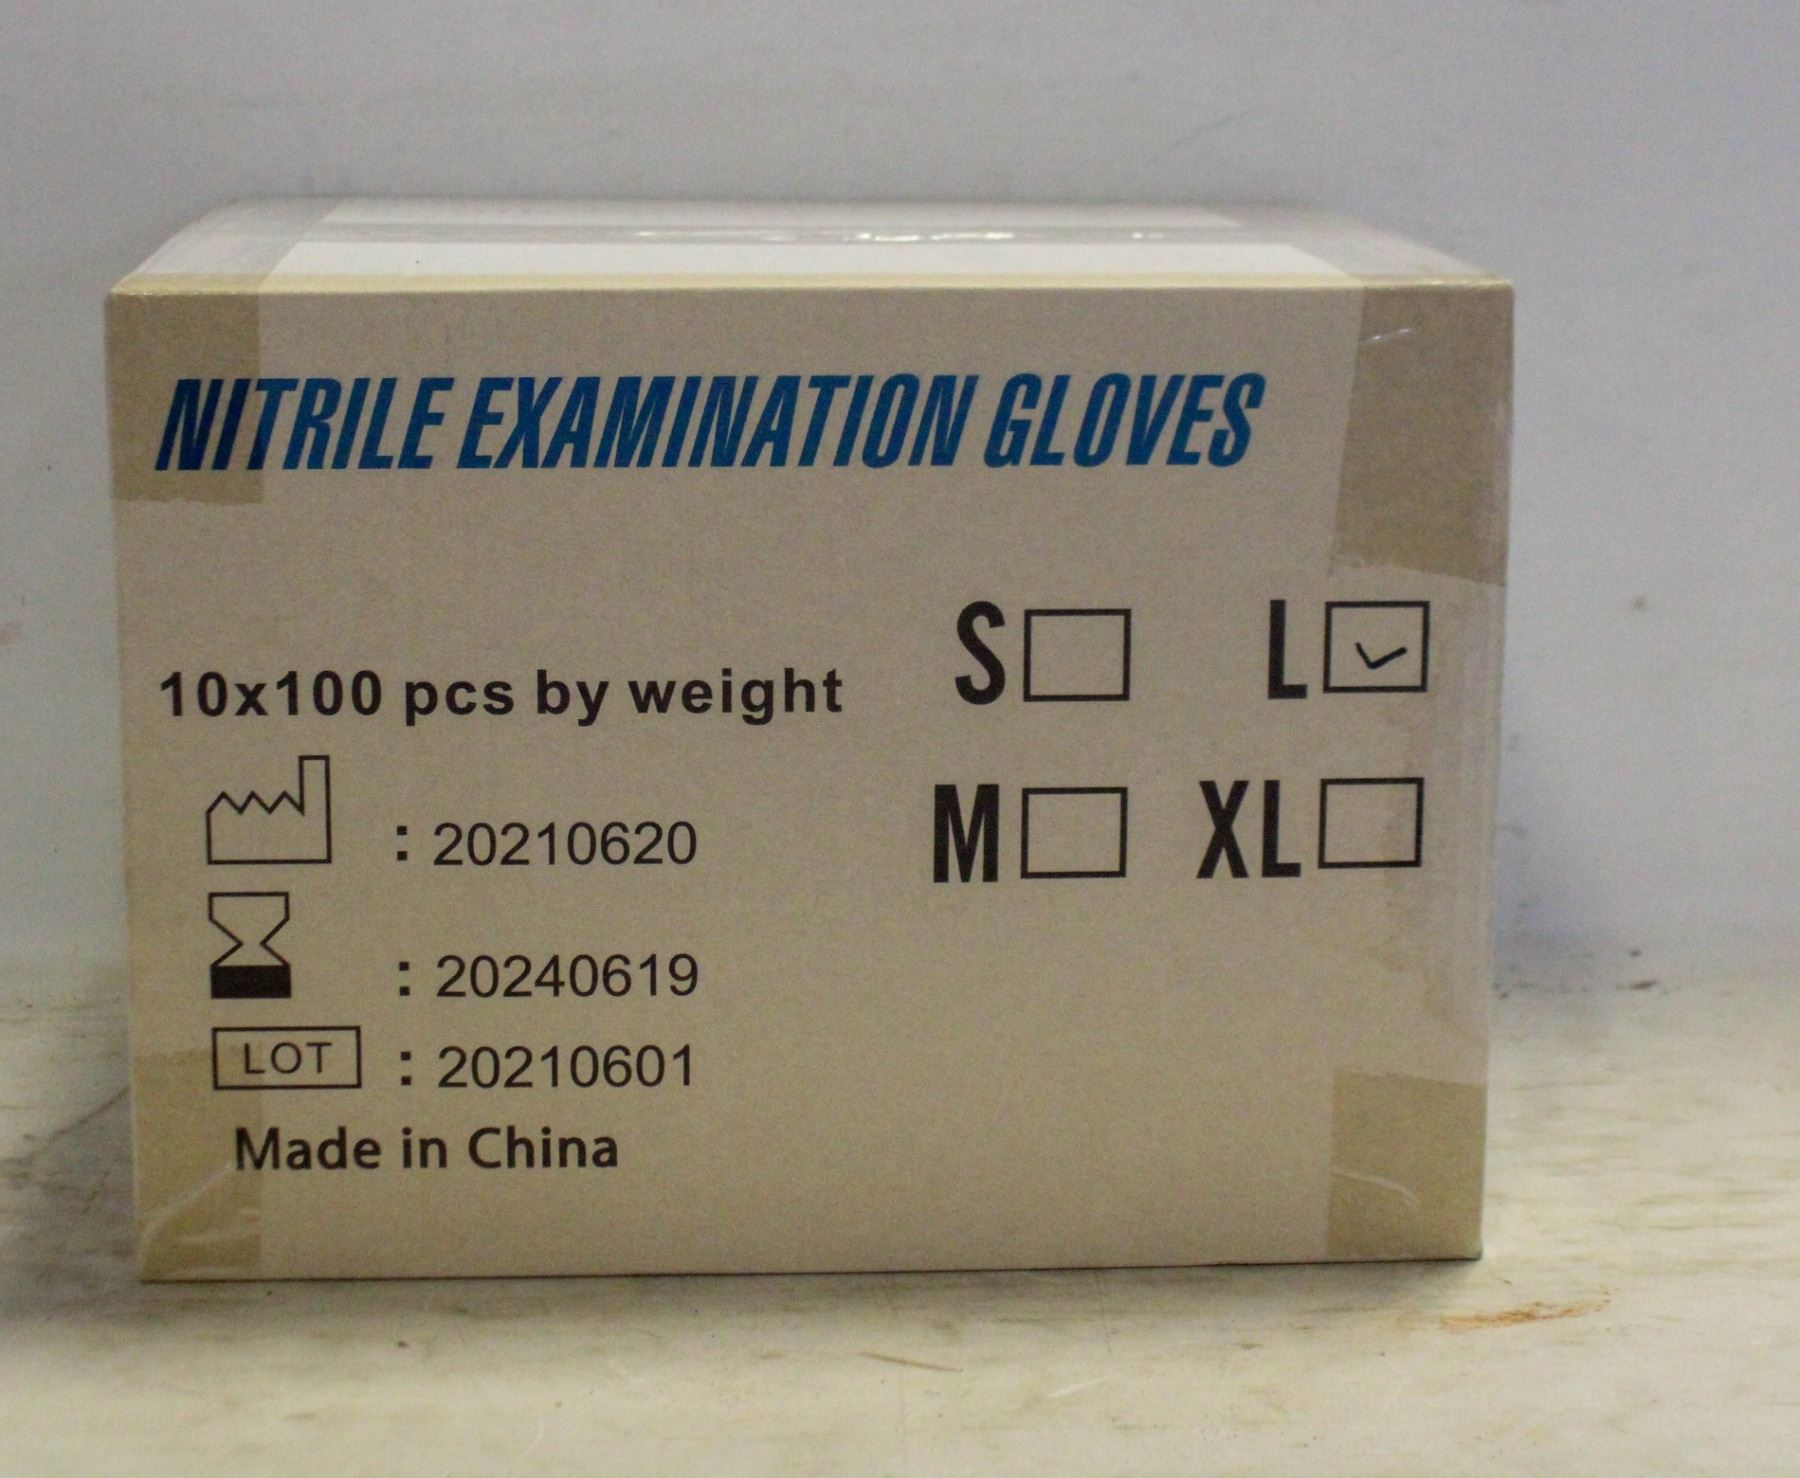 NITRILE EXAMINATION GLOVES
10x100 pcs by weight
S L
M XL
: 20210620
: 20240619
LOT : 20210601
Made in China